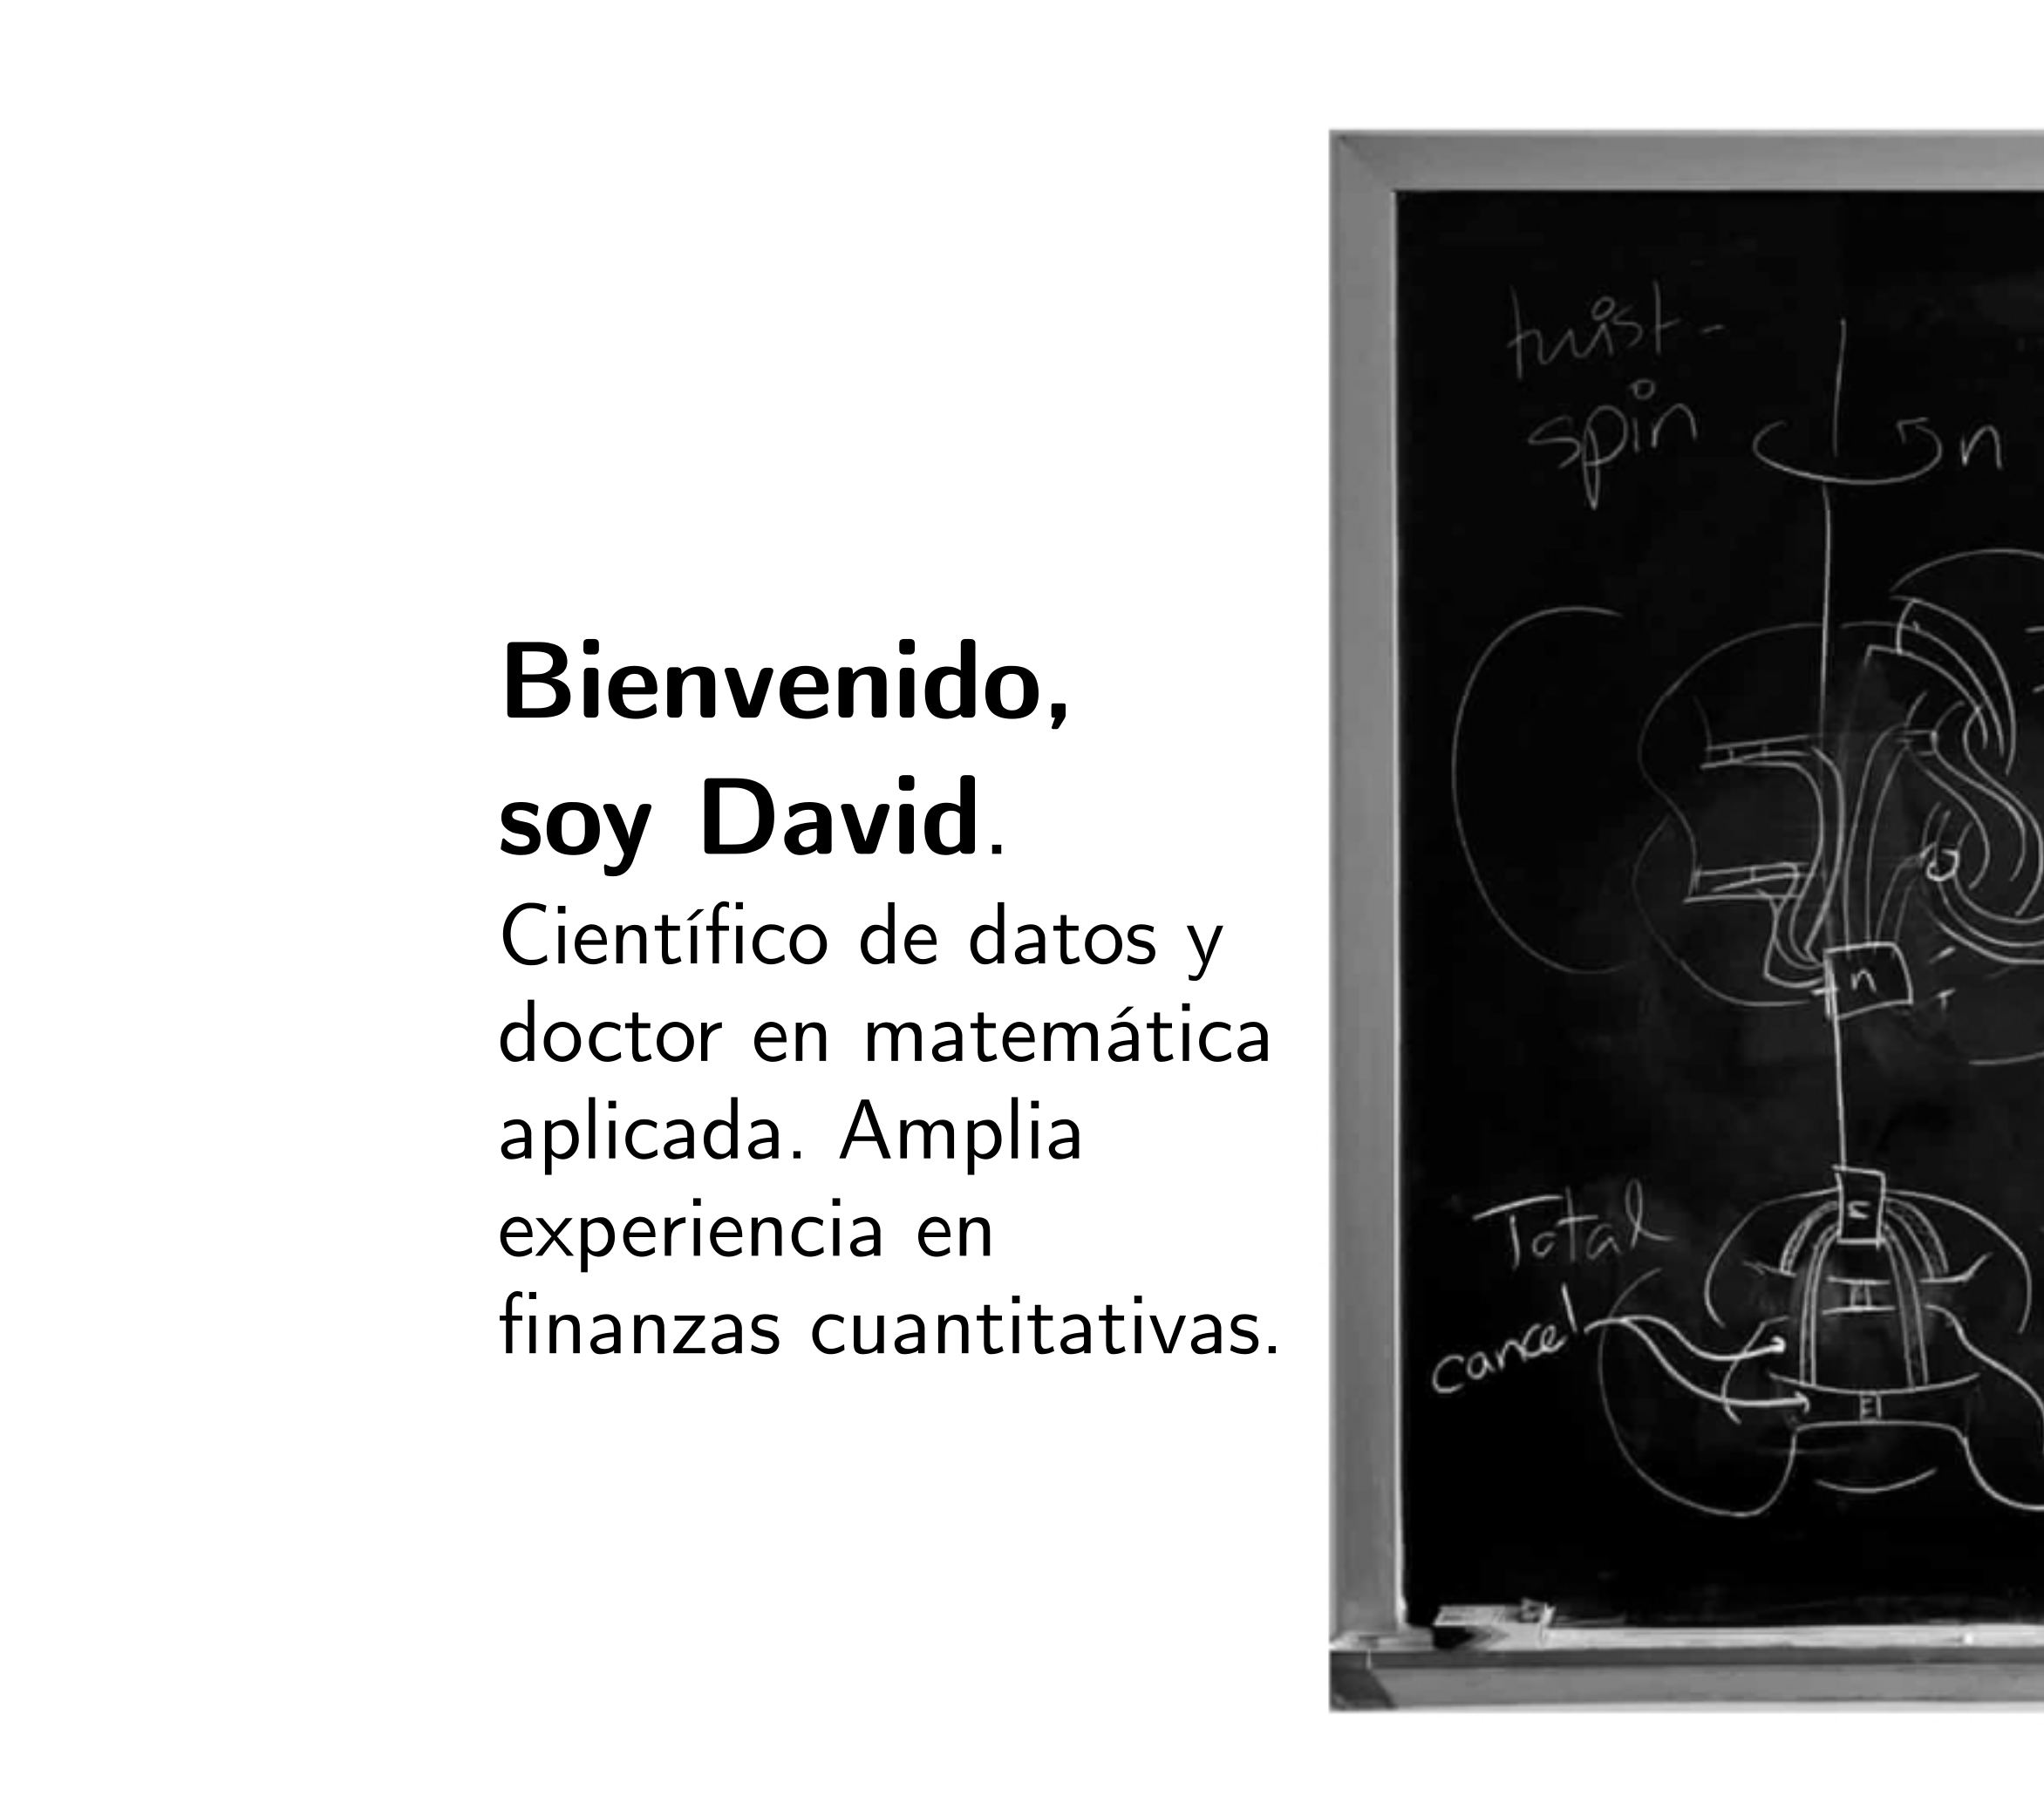 Bienvenido,
soy David.
Científico de datos y
doctor en matemática
aplicada. Amplia
experiencia en
finanzas cuantitativas.
twist-
spin
n
n
Total
cancel